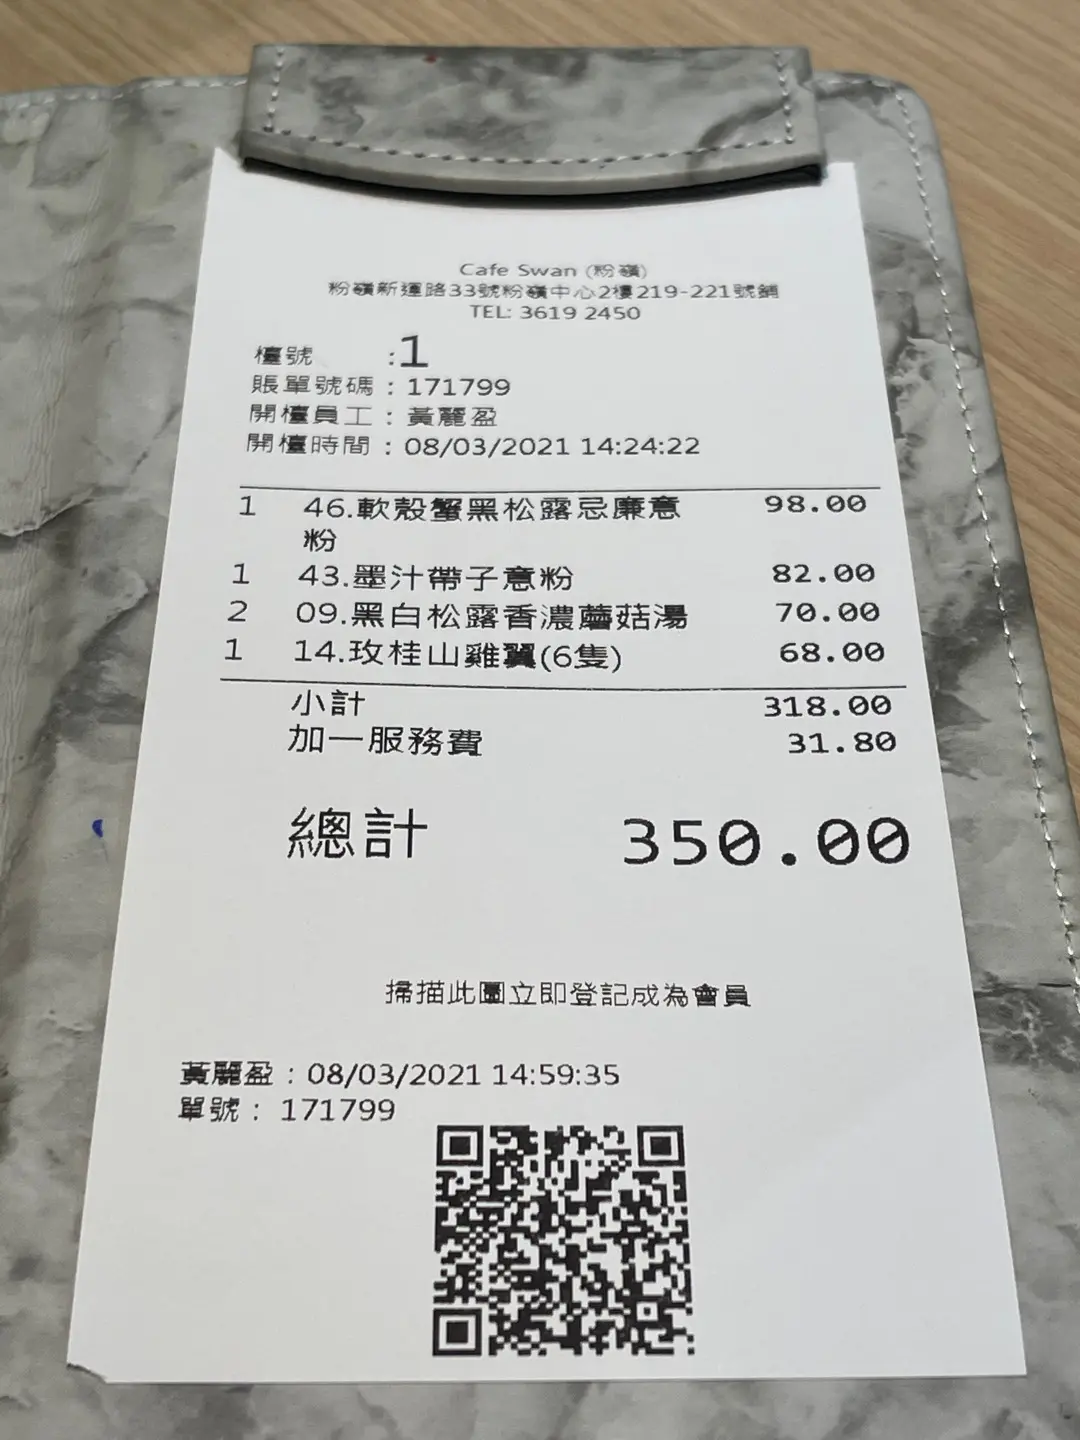 Cafe Swan (粉嶺)
粉嶺新運路33號粉嶺中心2樓219-221號鋪
TEL: 3619 2450
檯號 :1
賬單號碼 : 171799
開檯員工 : 黃麗盈
開檯時間 : 08/03/2021 14:24:22
1 46.軟殼蟹黑松露忌廉意 98.00
粉
1 43.墨汁帶子意粉 82.00
2 09.黑白松露香濃蘑菇湯 70.00
1 14.玫桂山雞翼(6隻) 68.00
小計 318.00
加一服務費 31.80
總計 350.00
掃描此圖立即登記成為會員
黃麗盈 : 08/03/2021 14:59:35
單號 : 171799